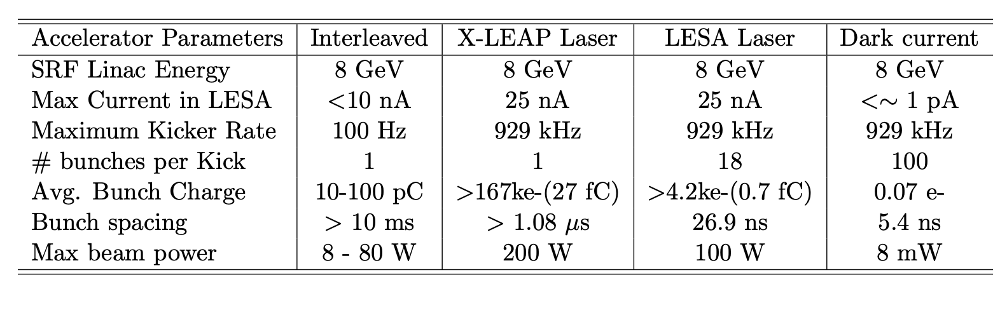 Accelerator Parameters Interleaved X-LEAP Laser LESA Laser Dark current
SRF Linac Energy 8 GeV 8 GeV 8 GeV 8 GeV
Max Current in LESA <10 nA 25 nA 25 nA <∼ 1 pA
Maximum Kicker Rate 100 Hz 929 kHz 929 kHz 929 kHz
# bunches per Kick 1 1 18 100
Avg. Bunch Charge 10-100 pC >167ke-(27 fC) >4.2ke-(0.7 fC) 0.07 e-
Bunch spacing > 10 ms > 1.08 μs 26.9 ns 5.4 ns
Max beam power 8 - 80 W 200 W 100 W 8 mW